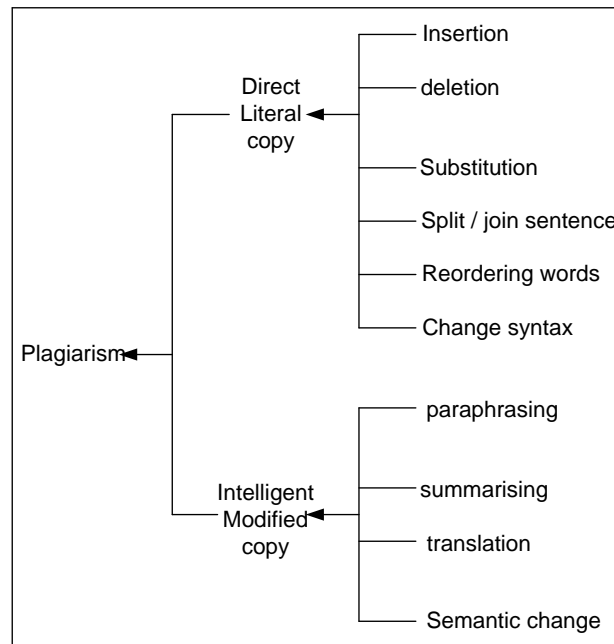 Insertion
Direct
Literal
copy
deletion
Substitution
Split / join sentence
Reordering words
Change syntax
Plagiarism
paraphrasing
Intelligent
Modified
copy
summarising
translation
Semantic change